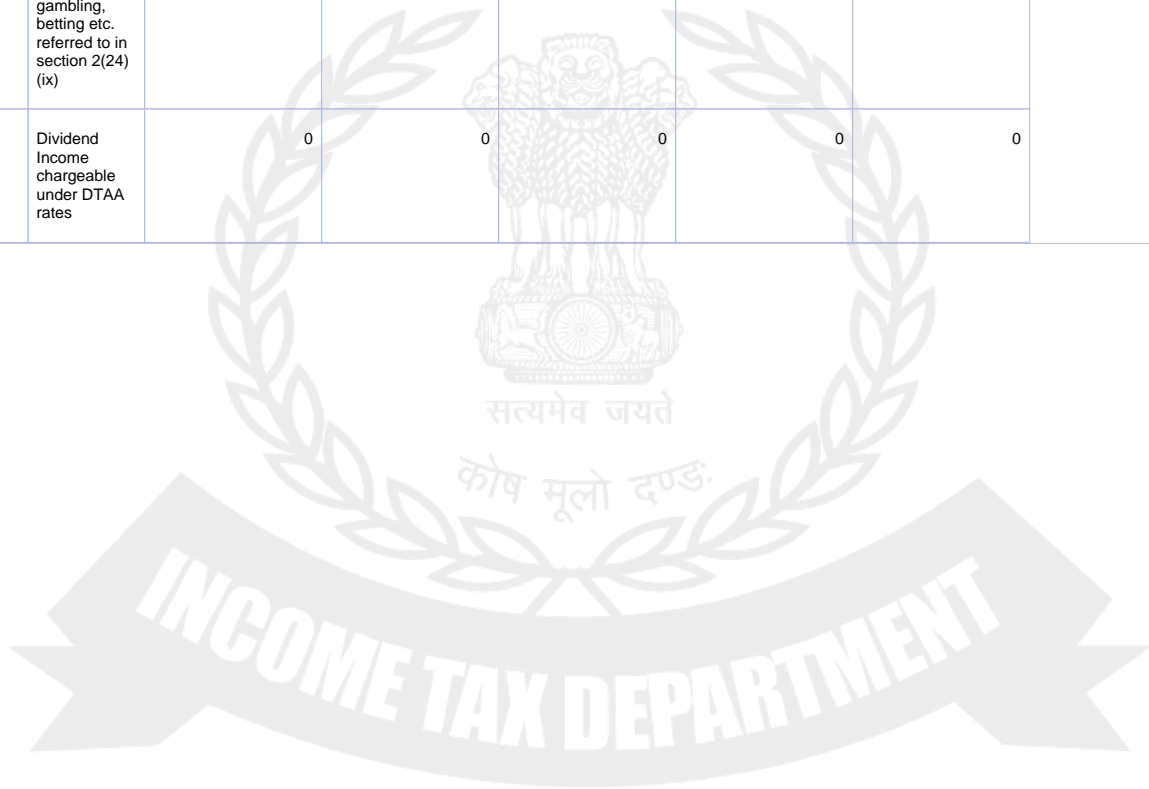 gambling,
betting etc.
referred to in
section 2(24)
(ix)
Dividend 0 0 0 0 0
Income
chargeable
under DTAA
rates
सत्यमेव जयते
कोष मूलो दण्डः
INCOME TAX DEPARTMENT